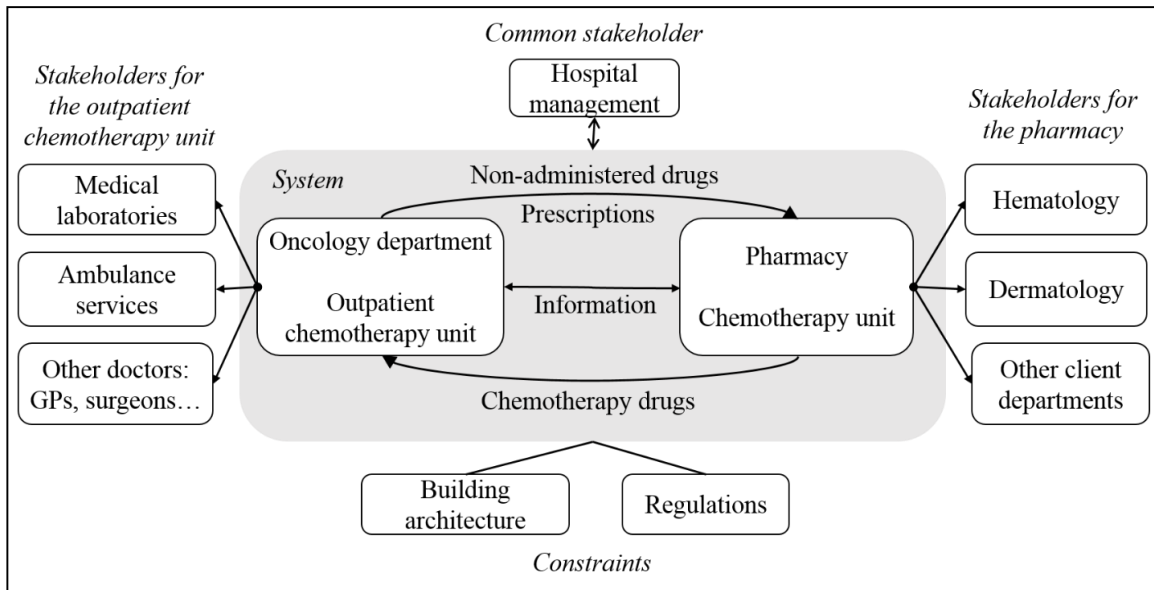 Common stakeholder
Hospital
management
Stakeholders for
the outpatient
chemotherapy unit
Medical
laboratories
Ambulance
services
Other doctors:
GPs, surgeons…
System
Non-administered drugs
Prescriptions
Oncology department
Outpatient
chemotherapy unit
Information
Pharmacy
Chemotherapy unit
Chemotherapy drugs
Stakeholders for
the pharmacy
Hematology
Dermatology
Other client
departments
Building
architecture
Regulations
Constraints